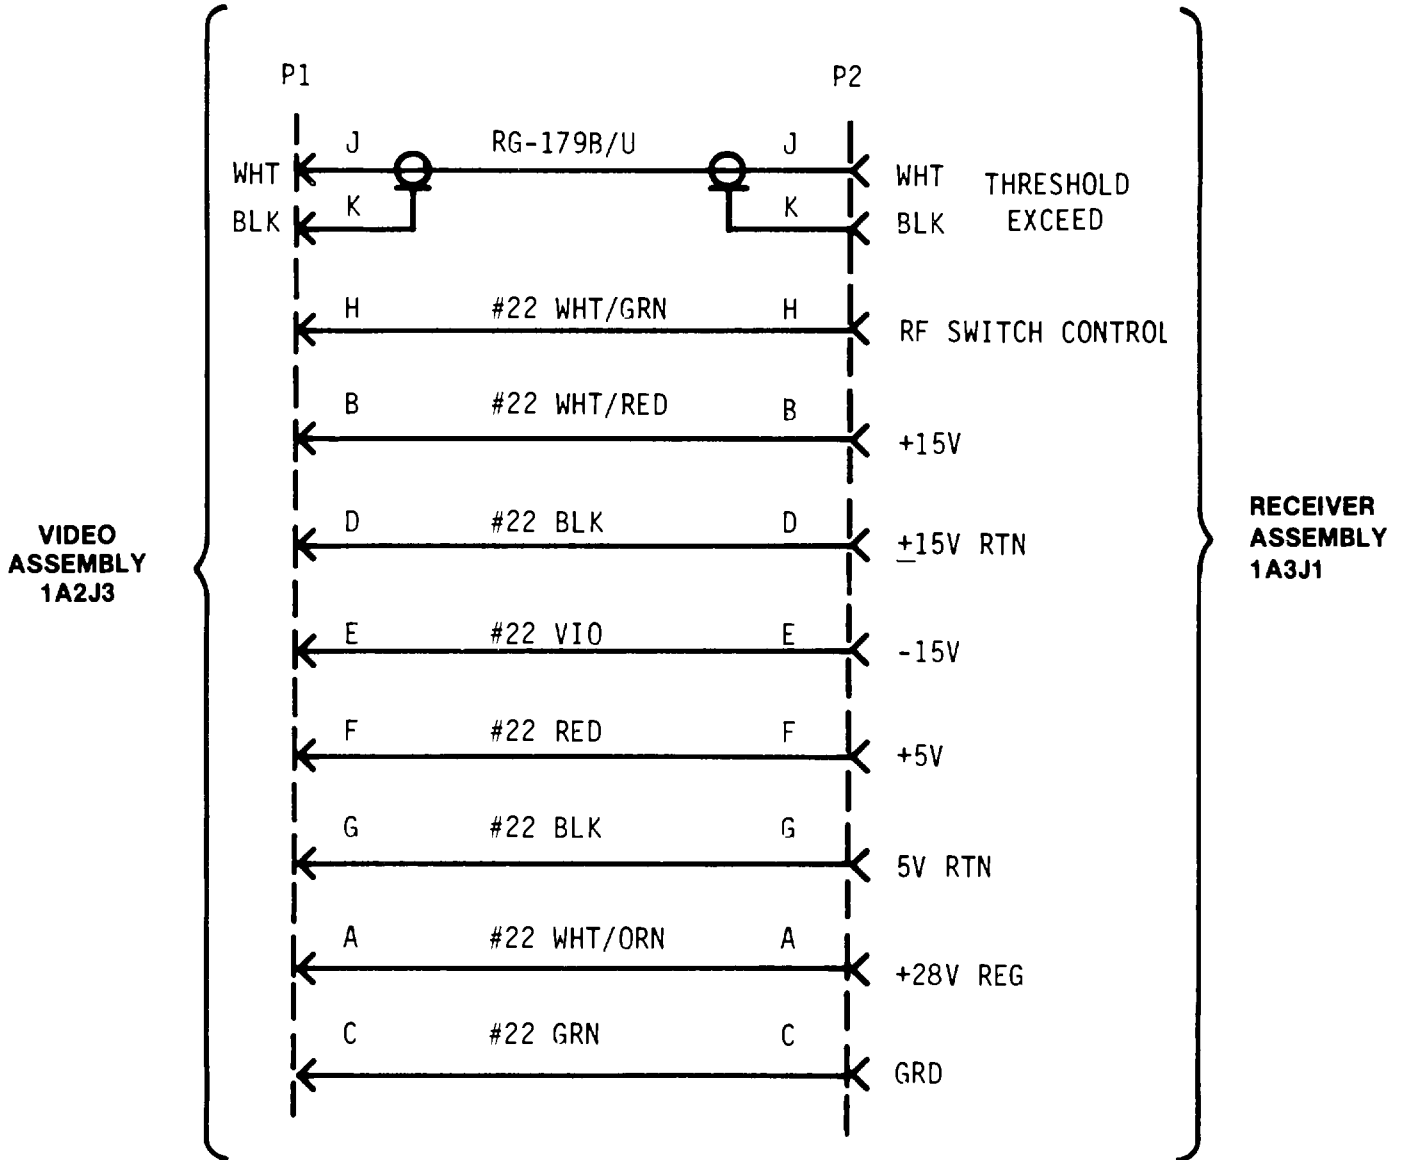 P1 P2
J RG-179B/U J
WHT WHT THRESHOLD
K K
BLK BLK EXCEED
H #22 WHT/GRN H
RF SWITCH CONTROL
B #22 WHT/RED B
+15V
D #22 BLK D
±15V RTN
VIDEO
ASSEMBLY
1A2J3
RECEIVER
ASSEMBLY
1A3J1
E #22 VIO E
-15V
F #22 RED F
+5V
G #22 BLK G
5V RTN
A #22 WHT/ORN A
+28V REG
C #22 GRN C
GRD